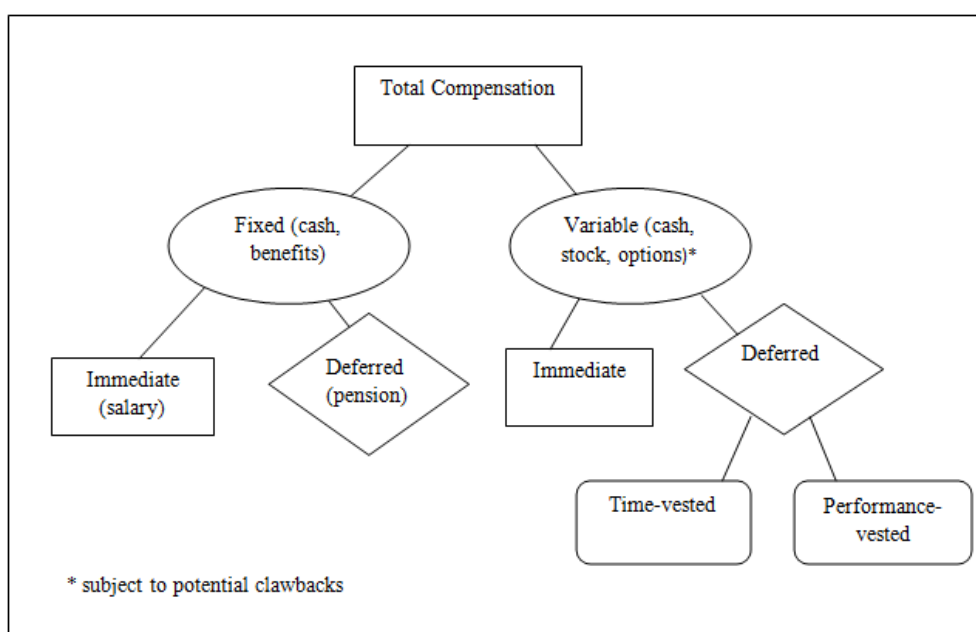 Total Compensation
Fixed (cash,
benefits)
Variable (cash,
stock, options)*
Immediate
(salary)
Deferred
(pension)
Immediate
Deferred
Time-vested
Performance-
vested
* subject to potential clawbacks